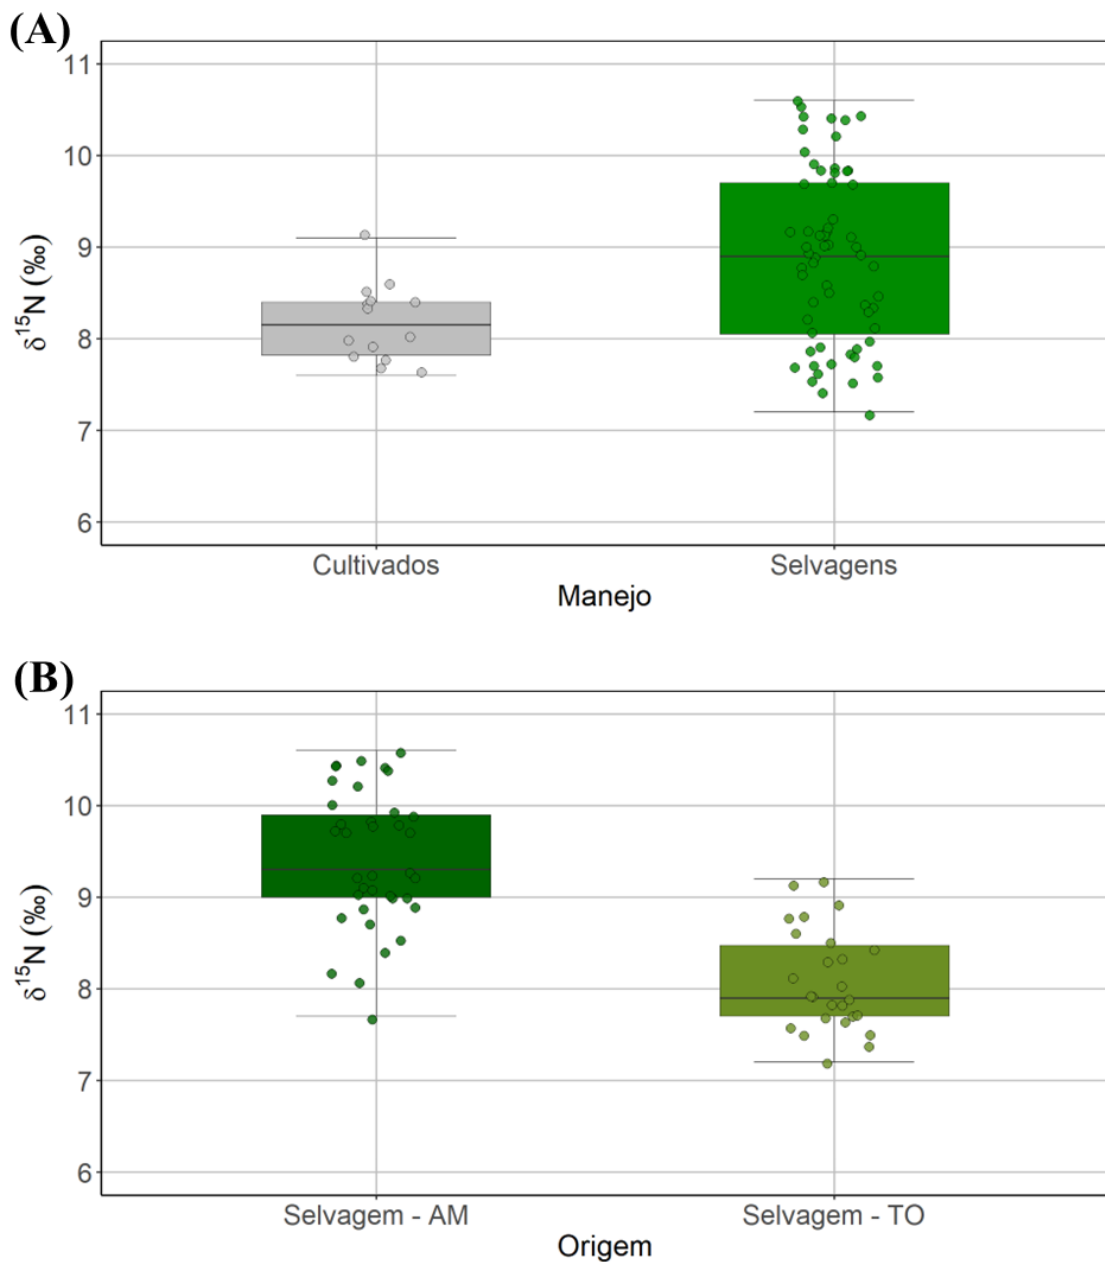 (A)
11
10
9
8
7
6
δ15N (‰)
Cultivados Selvagens
Manejo
(B)
11
10
9
8
7
6
δ15N (‰)
Selvagem - AM Selvagem - TO
Origem